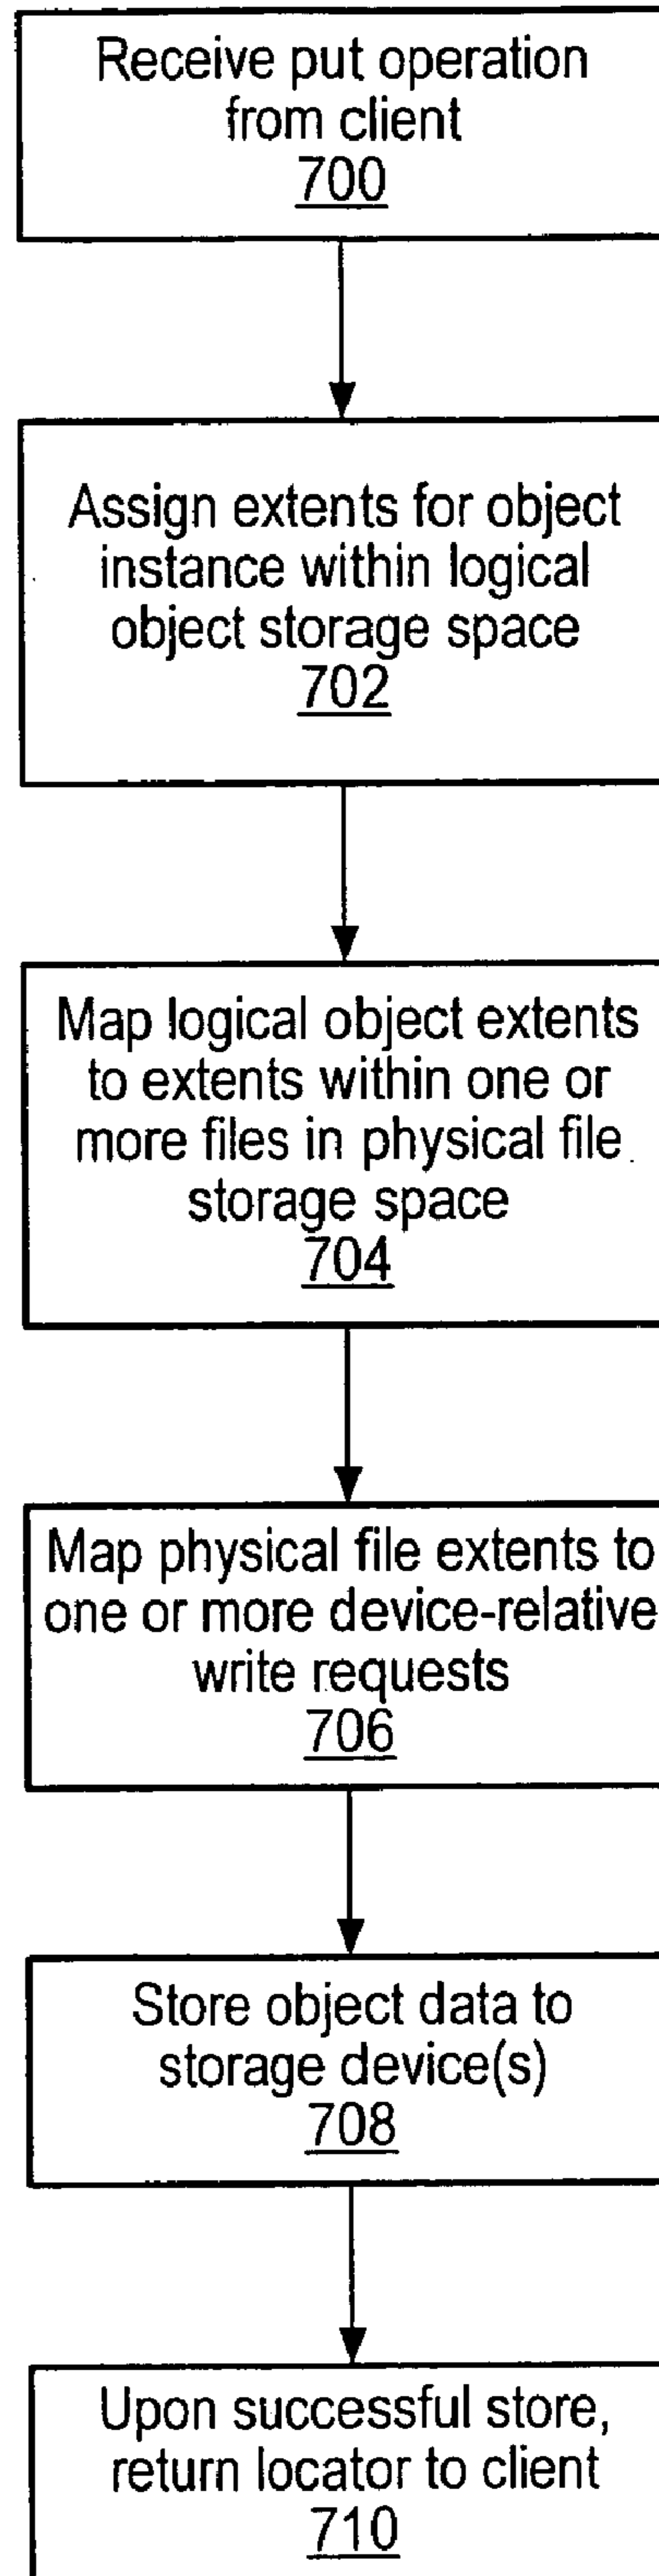 Receive put operation
from client
700
Assign extents for object
instance within logical
object storage space
702
Map logical object extents
to extents within one or
more files in physical file
storage space
704
Map physical file extents to
one or more device-relative
write requests
706
Store object data to
storage device(s)
708
Upon successful store,
return locator to client
710